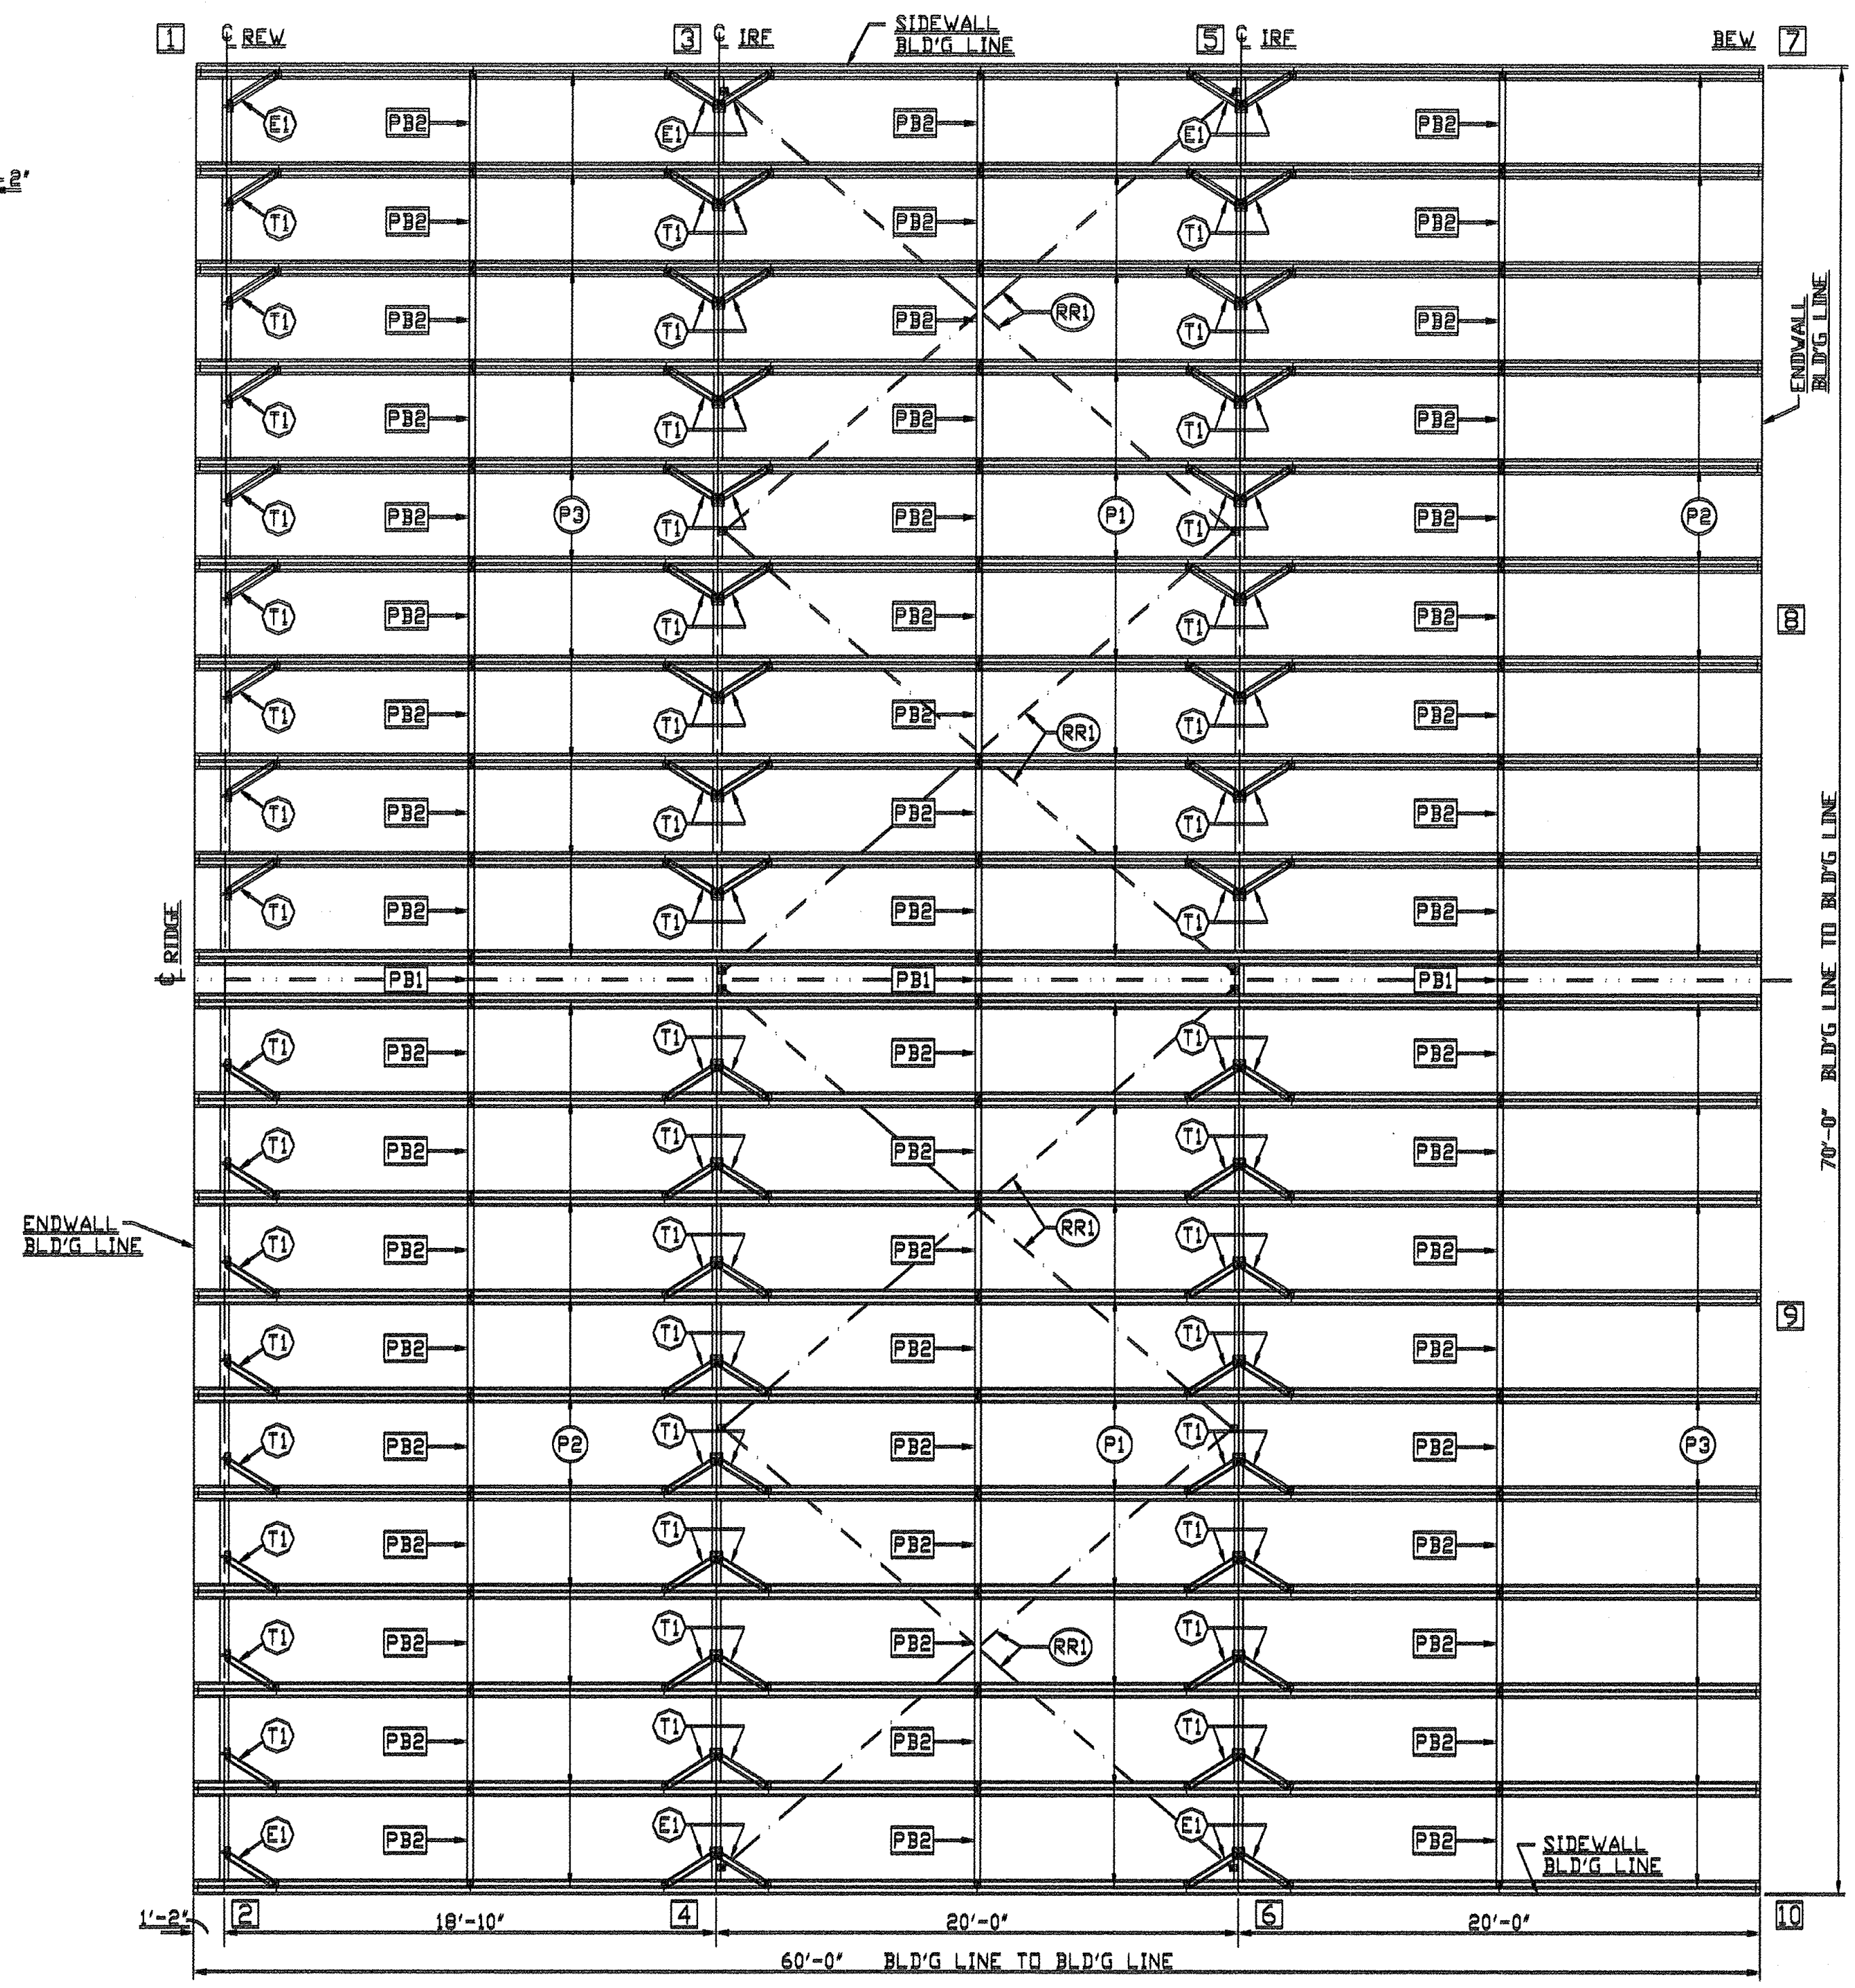 1 ℄ REW 3 ℄ IRF 5 ℄ IRF BEW 7
SIDEWALL
BLD'G LINE
E1 PB2 E1 PB2 E1 PB2
2"
T1 PB2 T1 PB2 T1 PB2
T1 PB2 T1 PB2 RR1 T1 PB2
ENDWALL
BLD'G LINE
T1 PB2 T1 PB2 T1 PB2
T1 PB2 P3 T1 PB2 P1 T1 PB2 P2
T1 PB2 T1 PB2 T1 PB2 8
T1 PB2 T1 PB2 RR1 T1 PB2
T1 PB2 T1 PB2 T1 PB2
T1 PB2 T1 PB2 T1 PB2
℄ RIDGE
PB1 PB1 PB1
70'-0" BLD'G LINE TO BLD'G LINE
T1 PB2 T1 PB2 T1 PB2
T1 PB2 T1 PB2 T1 PB2
ENDWALL
BLD'G LINE
T1 PB2 T1 PB2 RR1 T1 PB2
T1 PB2 T1 PB2 T1 PB2 9
T1 PB2 P2 T1 PB2 P1 T1 PB2 P3
T1 PB2 T1 PB2 T1 PB2
T1 PB2 T1 PB2 RR1 T1 PB2
T1 PB2 T1 PB2 T1 PB2
E1 PB2 E1 PB2 E1 PB2
SIDEWALL
BLD'G LINE
1'-2" 2 18'-10" 4 20'-0" 6 20'-0" 10
60'-0" BLD'G LINE TO BLD'G LINE